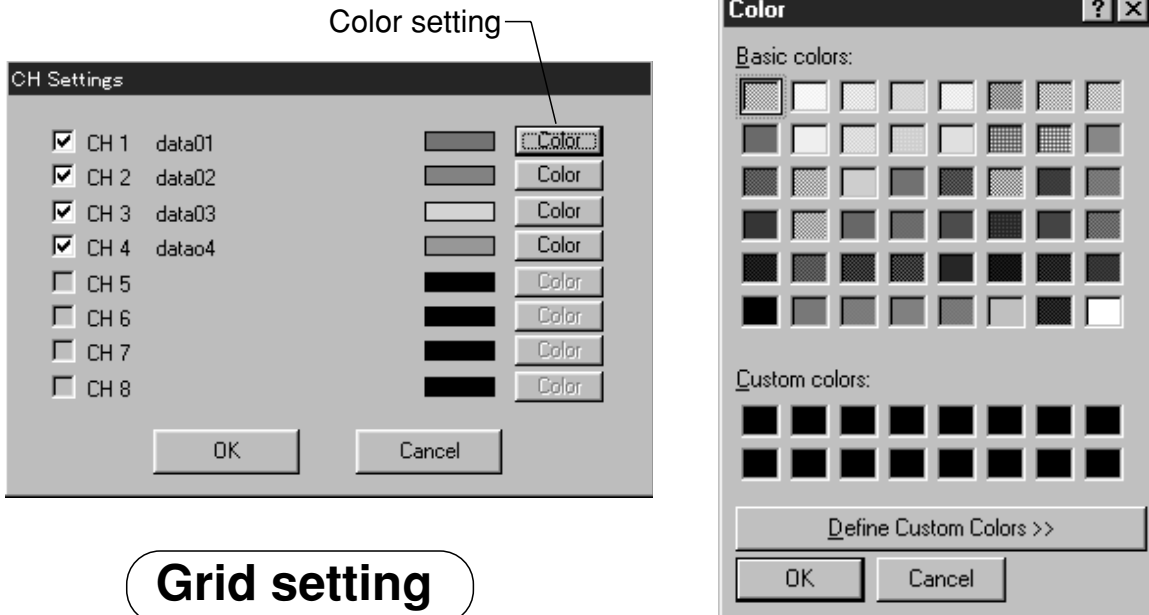 Color setting
CH Settings
CH 1 data01 Color
CH 2 data02 Color
CH 3 data03 Color
CH 4 datao4 Color
CH 5 Color
CH 6 Color
CH 7 Color
CH 8 Color
OK Cancel
Grid setting
Color
Basic colors:
Custom colors:
Define Custom Colors >>
OK Cancel